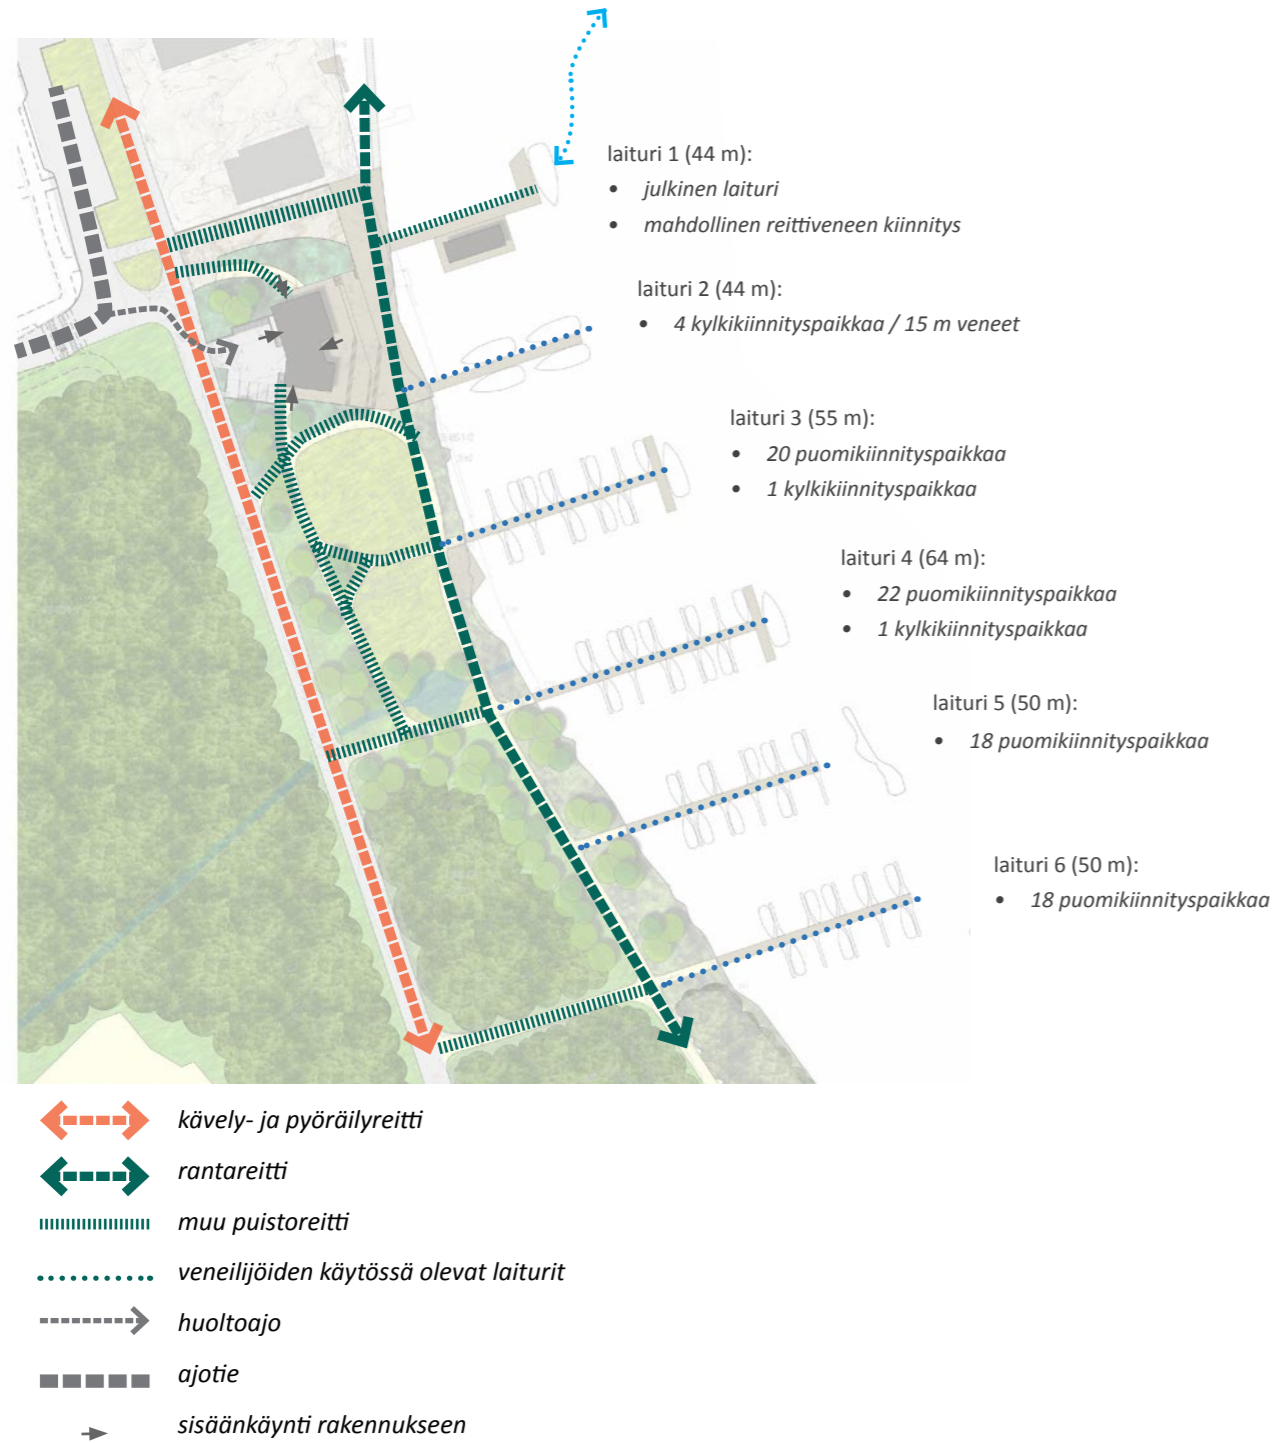 laituri 1 (44 m):
• julkinen laituri
• mahdollinen reittiveneen kiinnitys
laituri 2 (44 m):
• 4 kylkikiinnityspaikkaa / 15 m veneet
laituri 3 (55 m):
• 20 puomikiinnityspaikkaa
• 1 kylkikiinnityspaikkaa
laituri 4 (64 m):
• 22 puomikiinnityspaikkaa
• 1 kylkikiinnityspaikkaa
laituri 5 (50 m):
• 18 puomikiinnityspaikkaa
laituri 6 (50 m):
• 18 puomikiinnityspaikkaa
kävely- ja pyöräilyreitti
rantareitti
muu puistoreitti
veneilijöiden käytössä olevat laiturit
huoltoajo
ajotie
sisäänkäynti rakennukseen